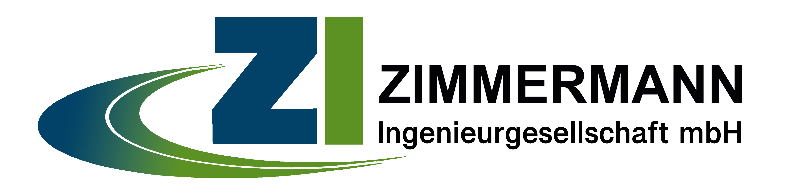 ZI
ZIMMERMANN
Ingenieurgesellschaft mbH